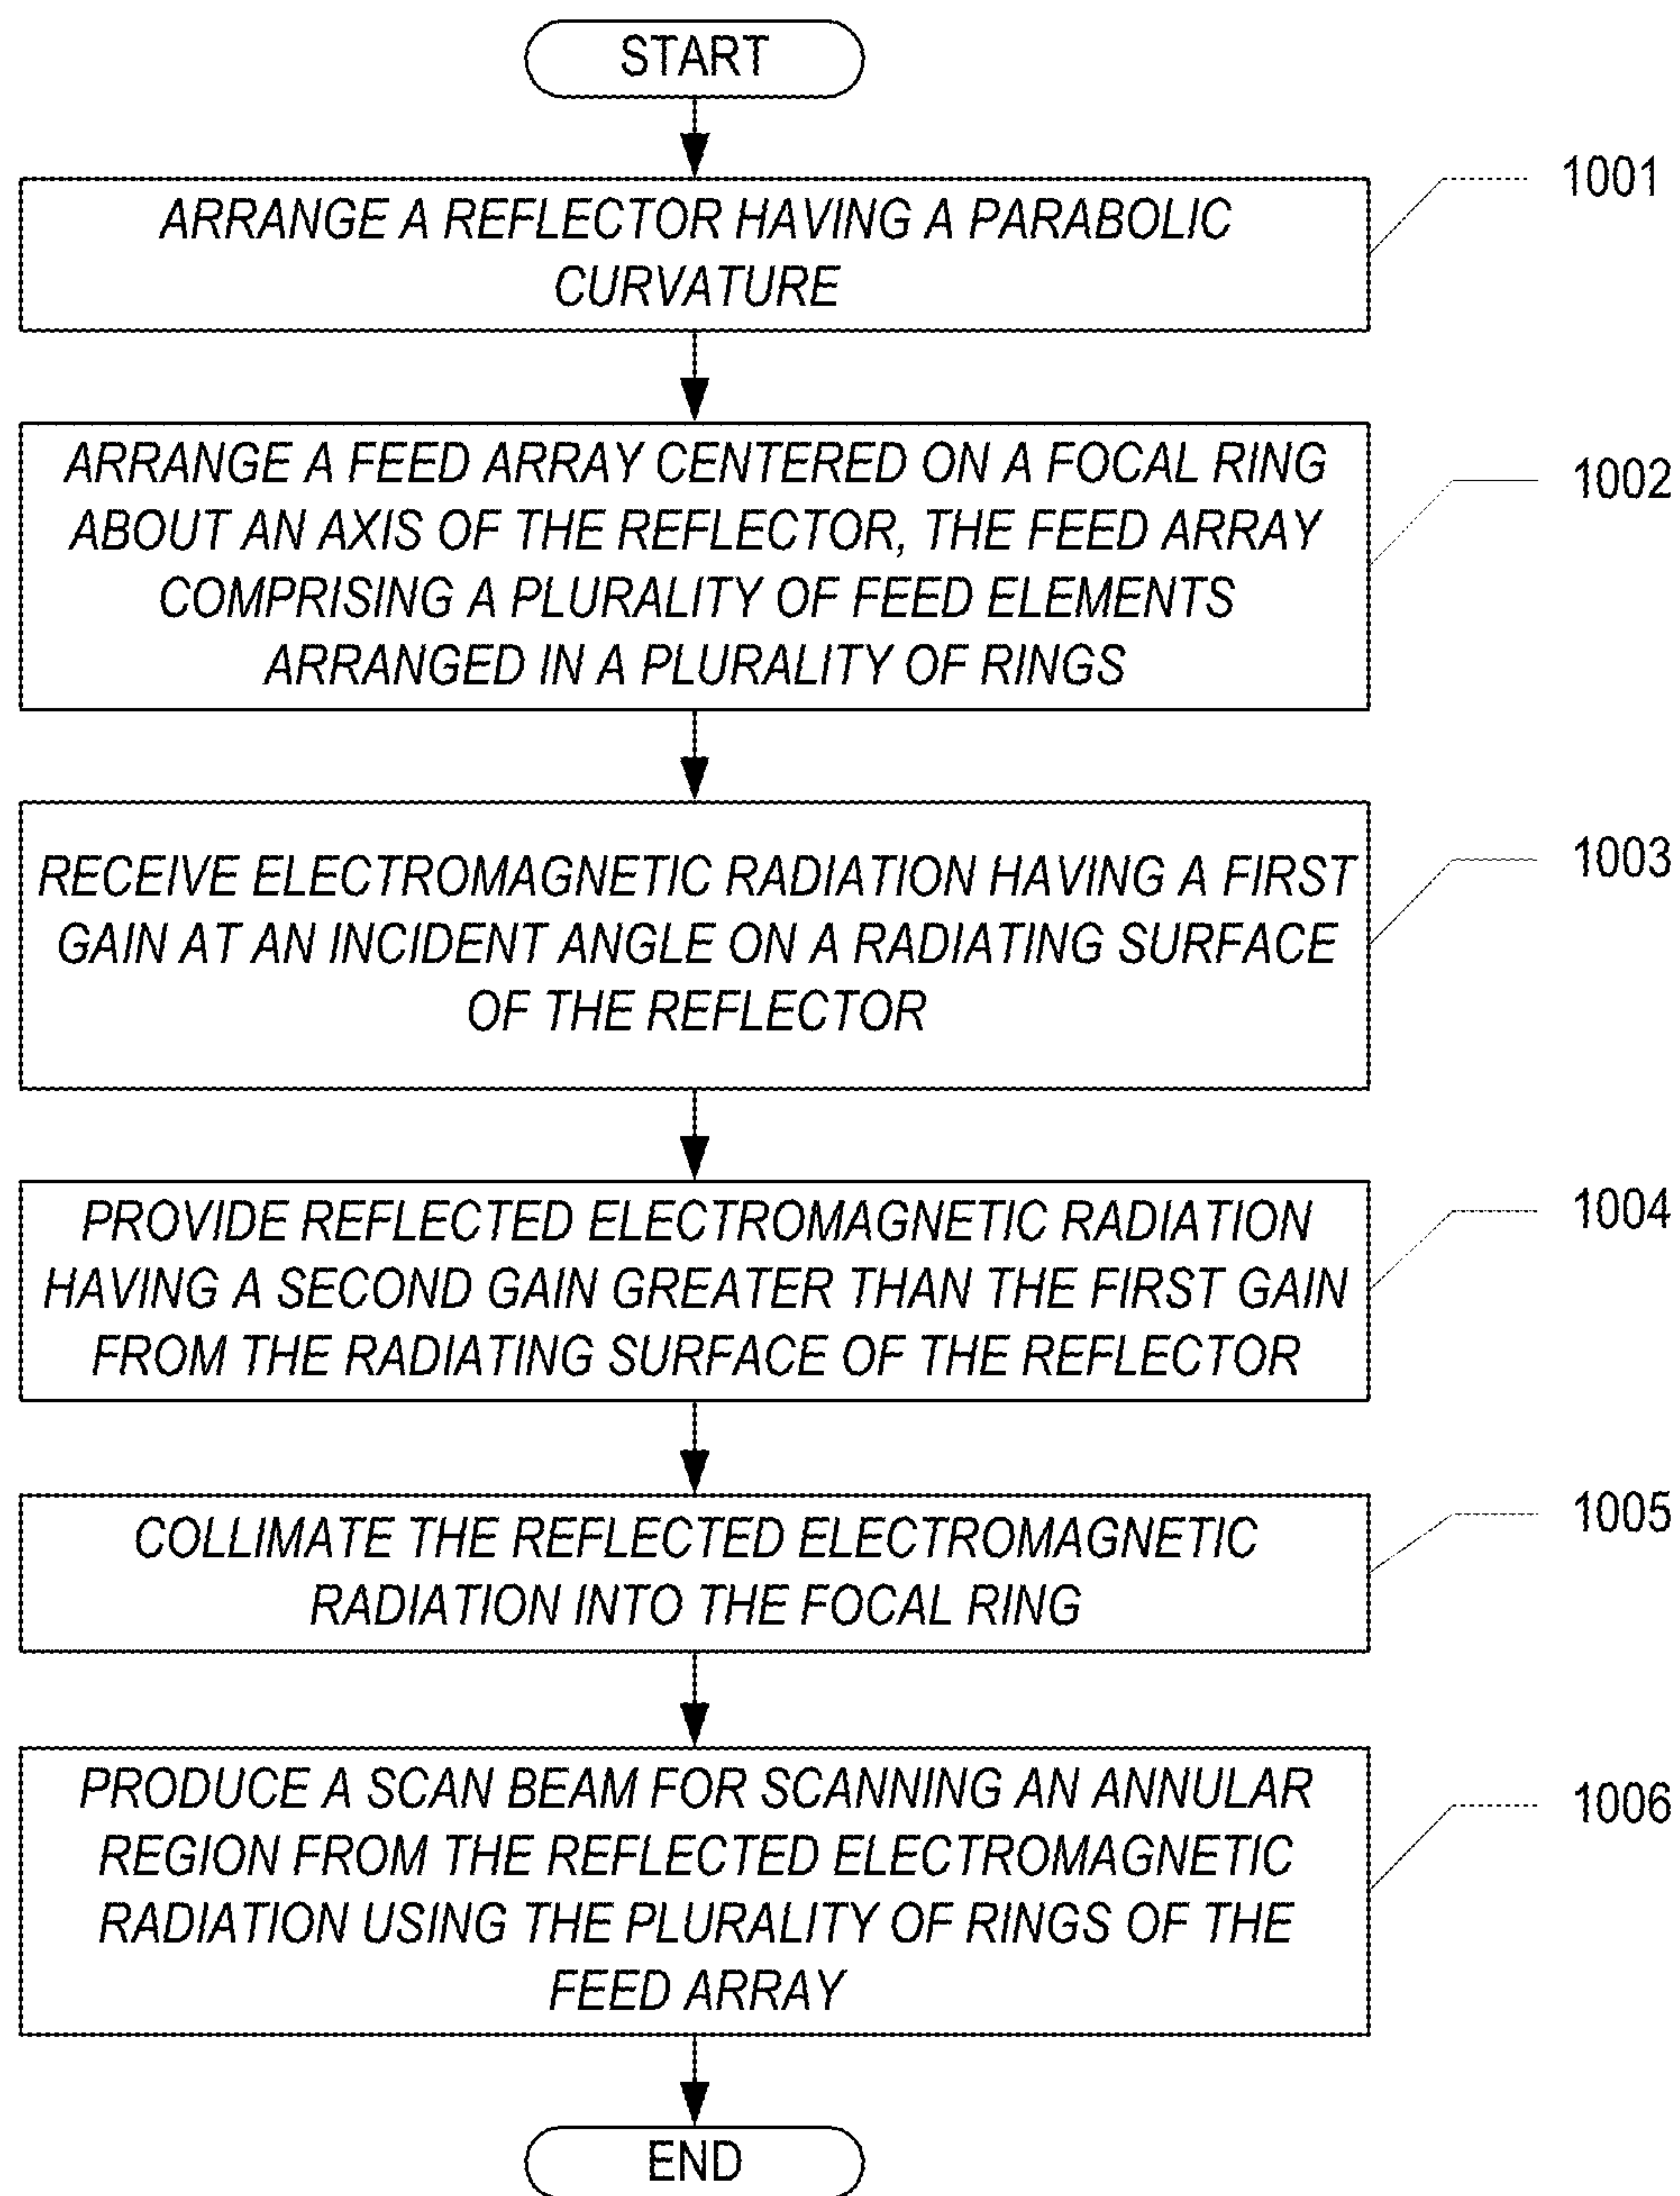 START
ARRANGE A REFLECTOR HAVING A PARABOLIC
CURVATURE
1001
ARRANGE A FEED ARRAY CENTERED ON A FOCAL RING
ABOUT AN AXIS OF THE REFLECTOR, THE FEED ARRAY
COMPRISING A PLURALITY OF FEED ELEMENTS
ARRANGED IN A PLURALITY OF RINGS
1002
RECEIVE ELECTROMAGNETIC RADIATION HAVING A FIRST
GAIN AT AN INCIDENT ANGLE ON A RADIATING SURFACE
OF THE REFLECTOR
1003
PROVIDE REFLECTED ELECTROMAGNETIC RADIATION
HAVING A SECOND GAIN GREATER THAN THE FIRST GAIN
FROM THE RADIATING SURFACE OF THE REFLECTOR
1004
COLLIMATE THE REFLECTED ELECTROMAGNETIC
RADIATION INTO THE FOCAL RING
1005
PRODUCE A SCAN BEAM FOR SCANNING AN ANNULAR
REGION FROM THE REFLECTED ELECTROMAGNETIC
RADIATION USING THE PLURALITY OF RINGS OF THE
FEED ARRAY
1006
END